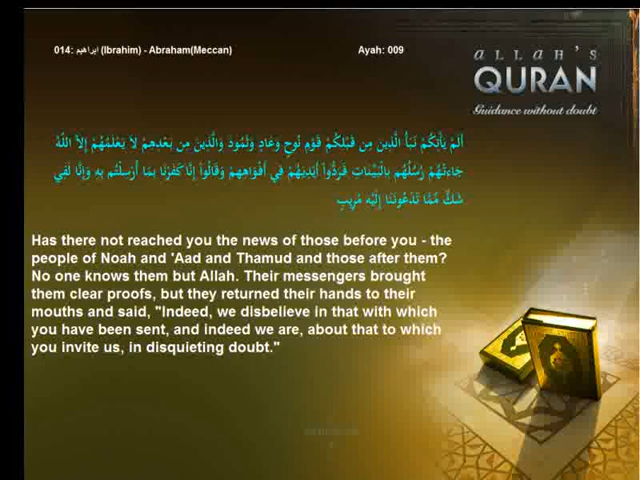 014: ابراهيم (Ibrahim) - Abraham(Meccan) Ayah: 009
ALLAH'S
QURAN
Guidance without doubt
أَلَمْ يَأْتِكُمْ نَبَأُ الَّذِينَ مِن قَبْلِكُمْ قَوْمِ نُوحٍ وَعَادٍ وَثَمُودَ وَالَّذِينَ مِن بَعْدِهِمْ لاَ يَعْلَمُهُمْ إِلاَّ اللّهُ
جَاءتْهُمْ رُسُلُهُم بِالْبَيِّنَاتِ فَرَدُّواْ أَيْدِيَهُمْ فِي أَفْوَاهِهِمْ وَقَالُواْ إِنَّا كَفَرْنَا بِمَا أُرْسِلْتُم بِهِ وَإِنَّا لَفِي
شَكٍّ مِّمَّا تَدْعُونَنَا إِلَيْهِ مُرِيبٍ
Has there not reached you the news of those before you - the
people of Noah and 'Aad and Thamud and those after them?
No one knows them but Allah. Their messengers brought
them clear proofs, but they returned their hands to their
mouths and said, "Indeed, we disbelieve in that with which
you have been sent, and indeed we are, about that to which
you invite us, in disquieting doubt."